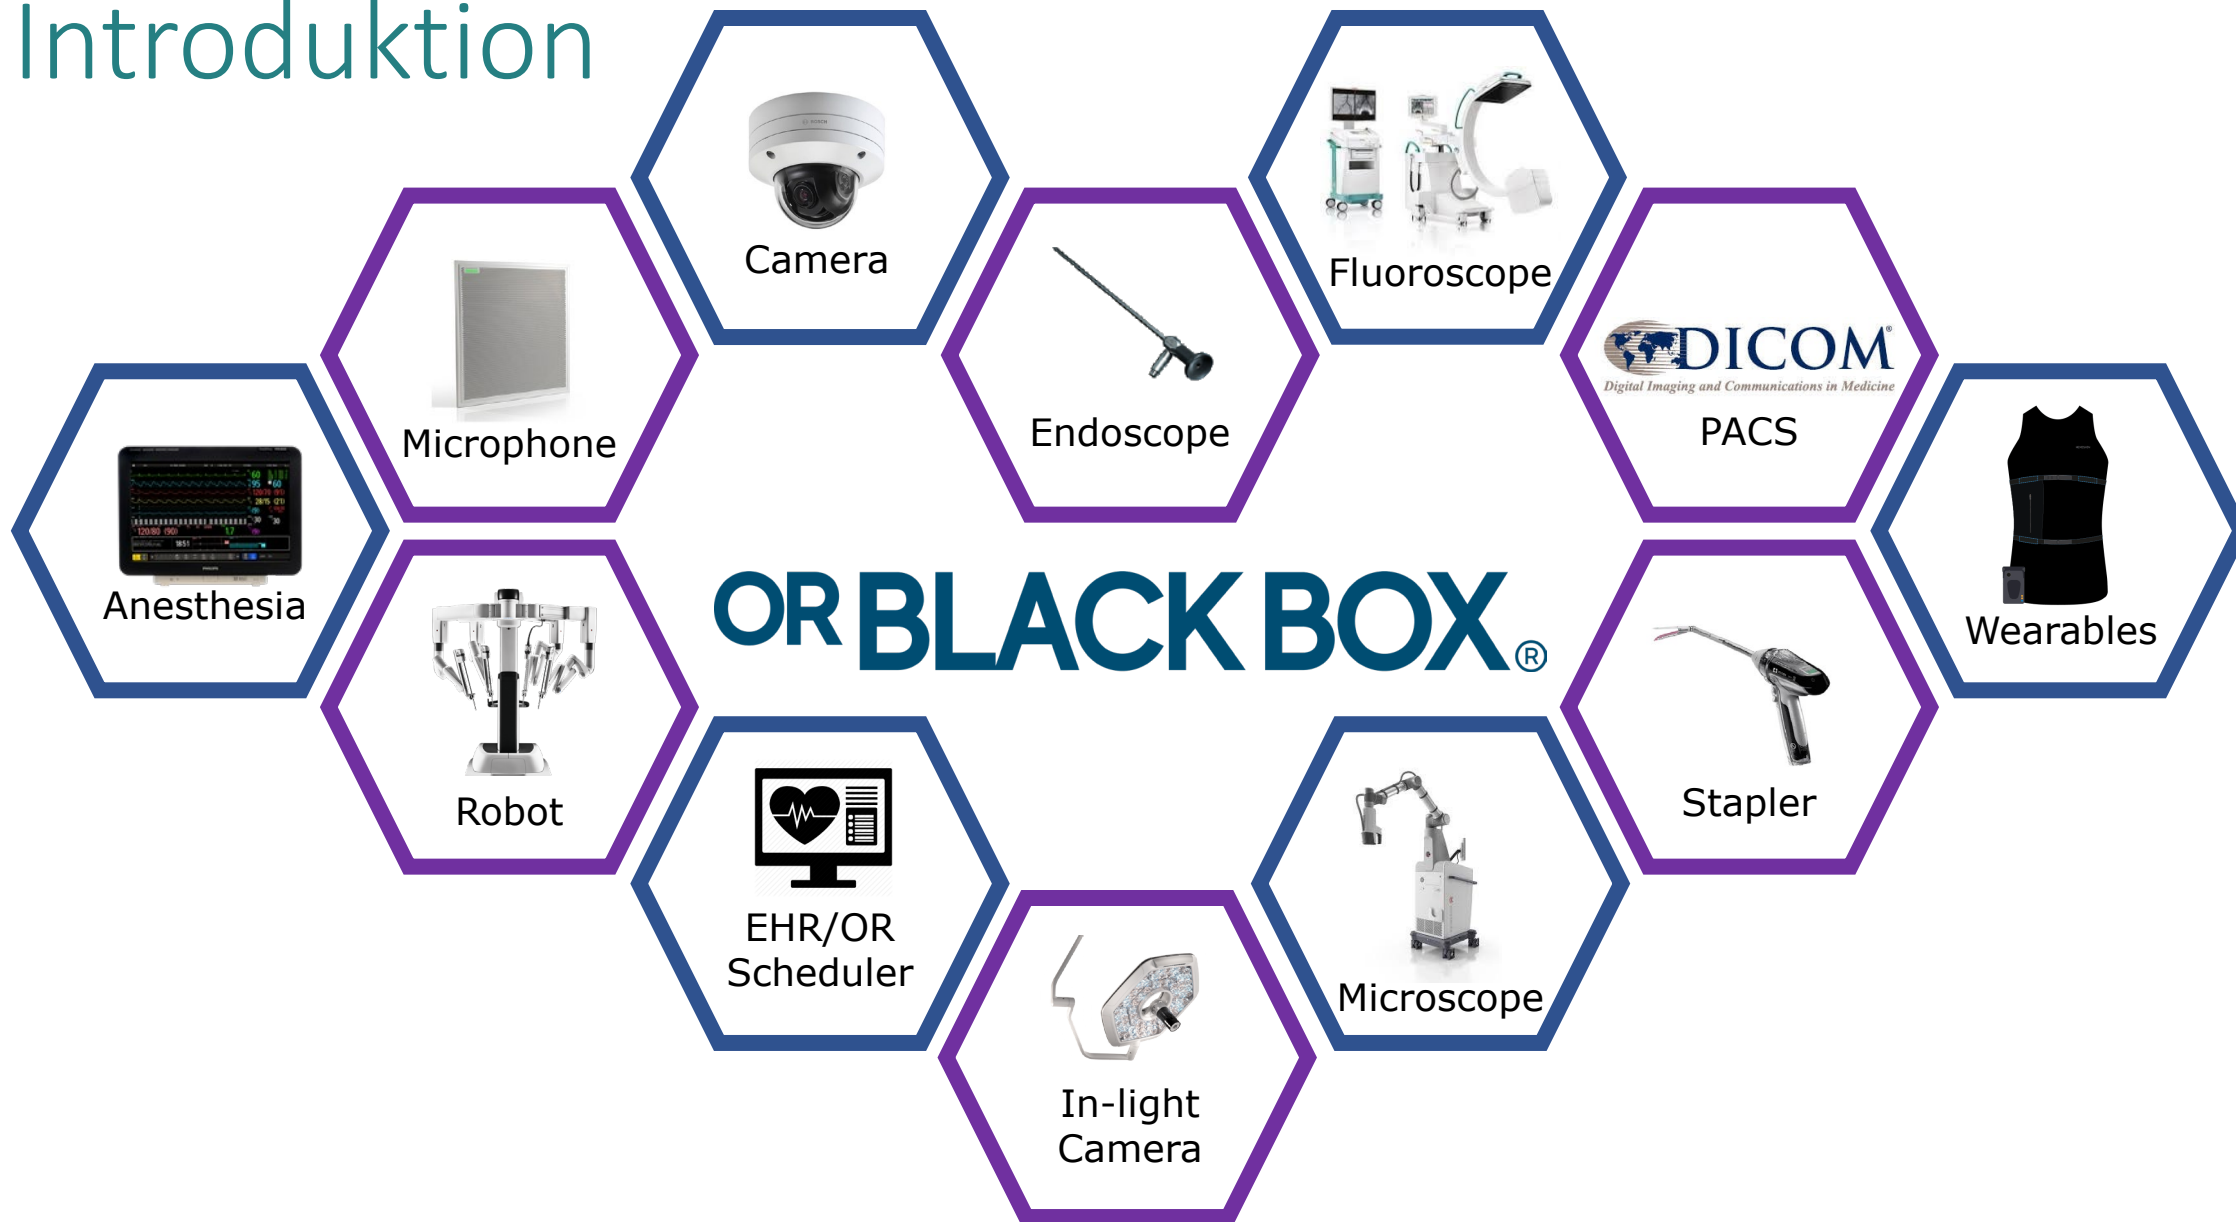 Introduktion
Camera
Fluoroscope
Microphone
Endoscope
DICOM®
Digital Imaging and Communications in Medicine
PACS
Anesthesia
Wearables
OR BLACK BOX®
Robot
Stapler
EHR/OR
Scheduler
Microscope
In-light
Camera